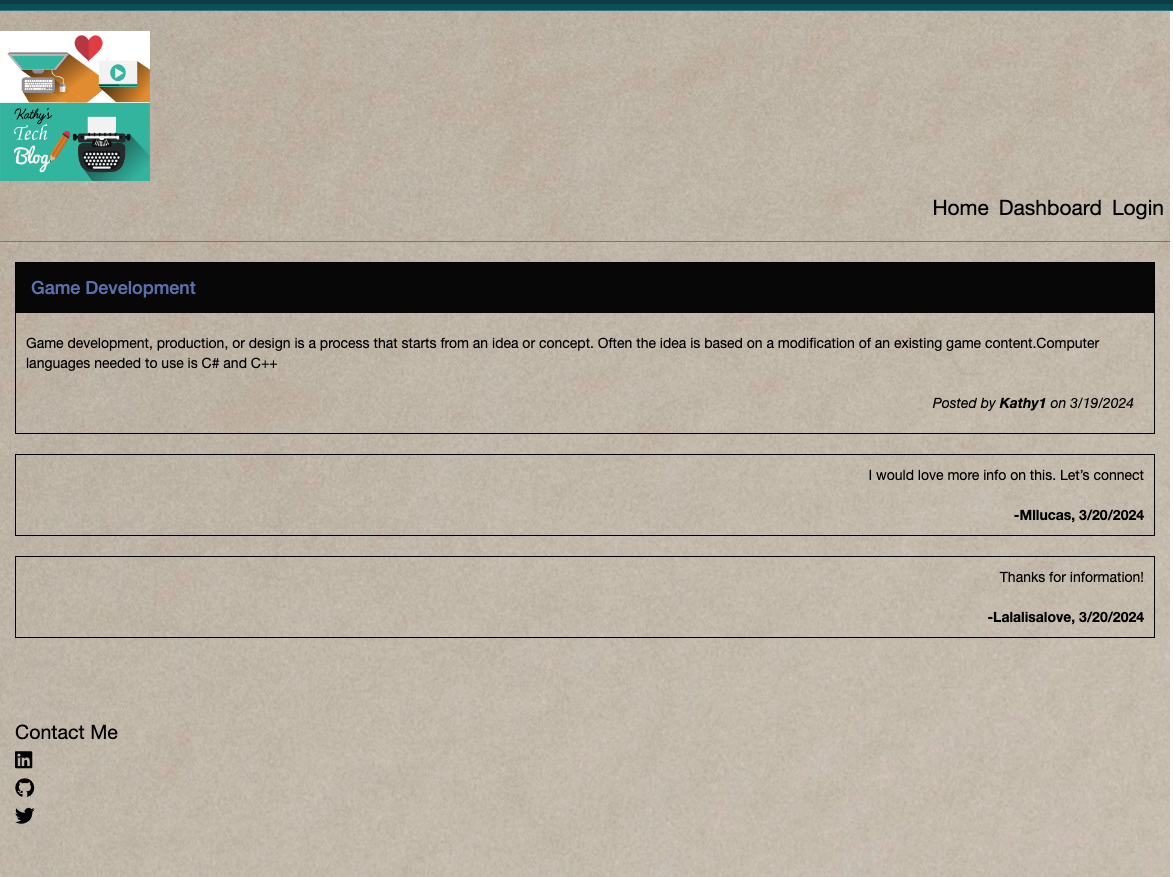 Kathy's
Tech
Blog
Home Dashboard Login
Game Development
Game development, production, or design is a process that starts from an idea or concept. Often the idea is based on a modification of an existing game content.Computer
languages needed to use is C# and C++
Posted by Kathy1 on 3/19/2024
I would love more info on this. Let’s connect
-Mllucas, 3/20/2024
Thanks for information!
-Lalalisalove, 3/20/2024
Contact Me